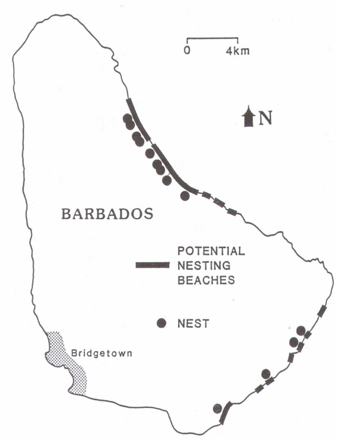 0 4km
N
BARBADOS
POTENTIAL
NESTING
BEACHES
NEST
Bridgetown